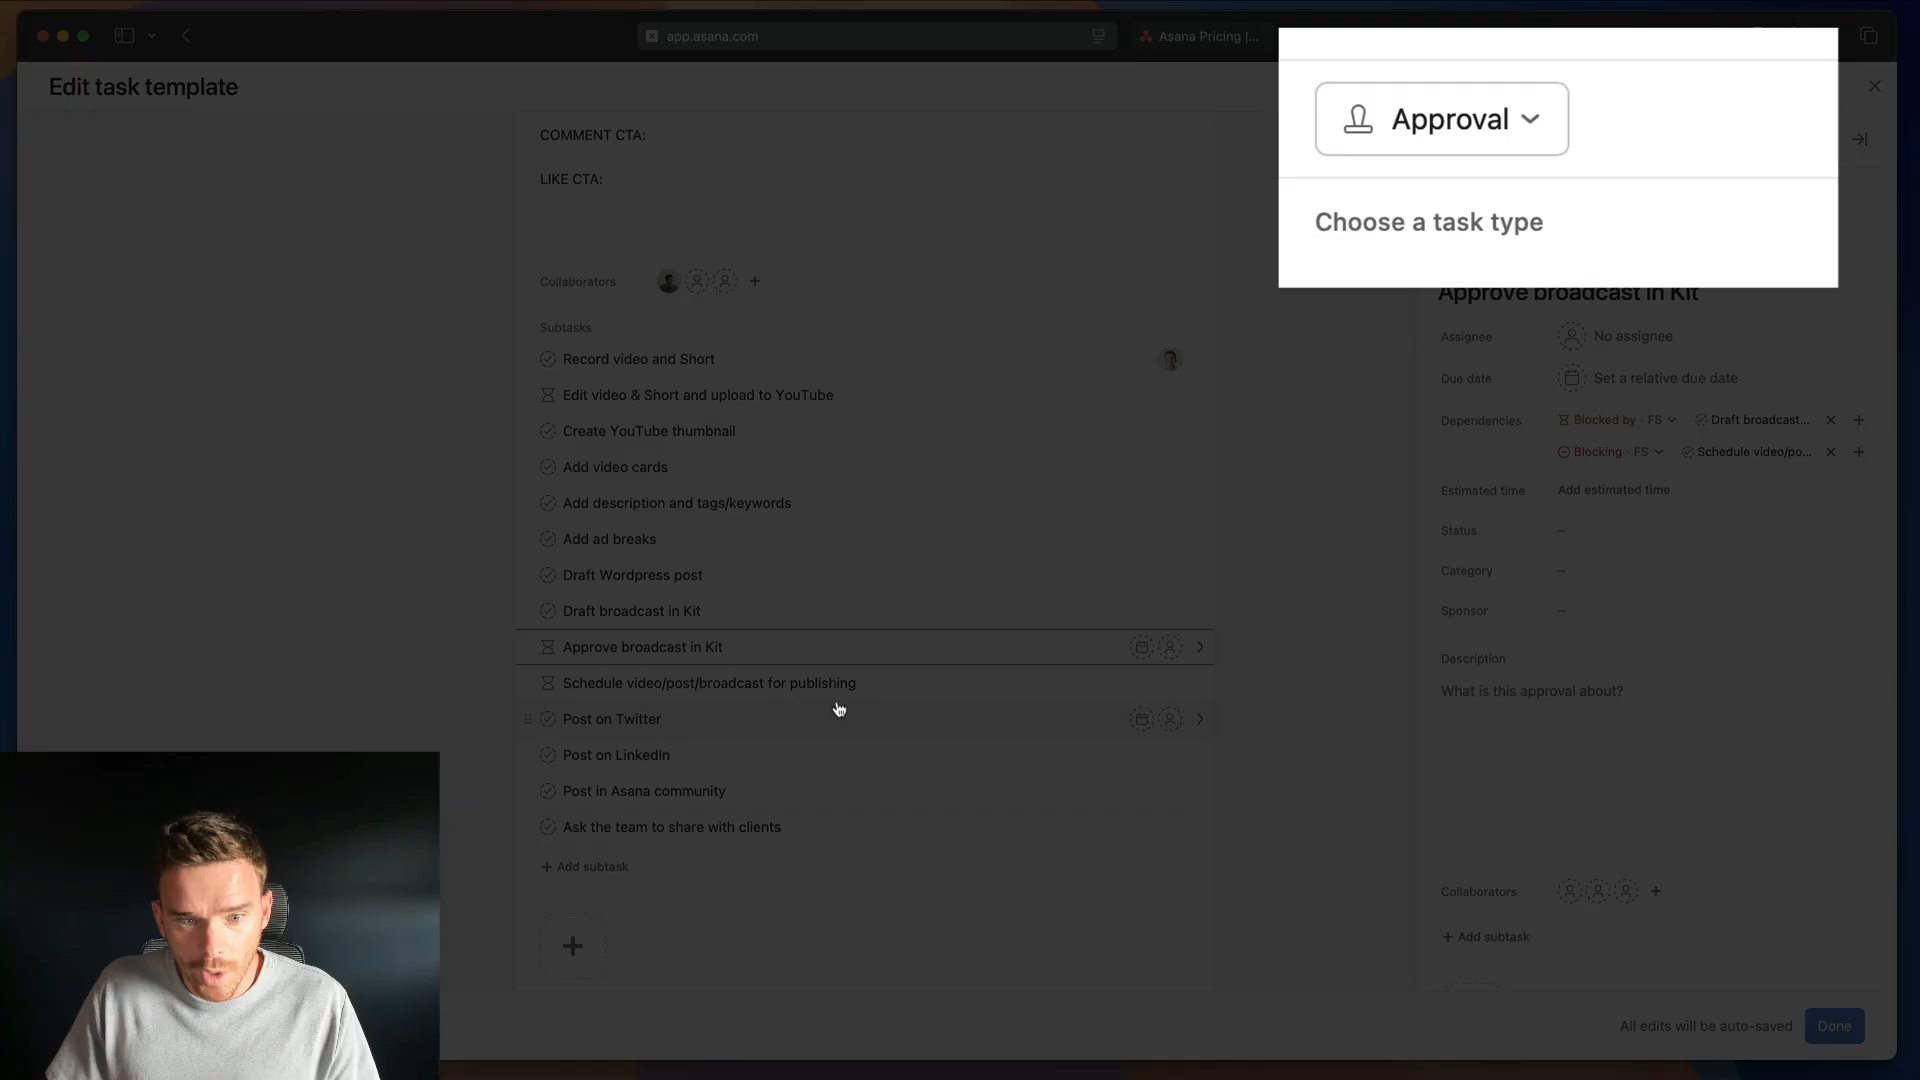 app.asana.com
Asana Pricing |...
Edit task template
Approval
Choose a task type
COMMENT CTA:
LIKE CTA:
Collaborators
Subtasks
Record video and Short
Edit video & Short and upload to YouTube
Create YouTube thumbnail
Add video cards
Add description and tags/keywords
Add ad breaks
Draft Wordpress post
Draft broadcast in Kit
Approve broadcast in Kit
Schedule video/post/broadcast for publishing
Post on Twitter
Post on LinkedIn
Post in Asana community
Ask the team to share with clients
+ Add subtask
Approve broadcast in Kit
Assignee No assignee
Due date Set a relative due date
Dependencies Blocked by · FS Draft broadcast...
Blocking · FS Schedule video/po...
Estimated time Add estimated time
Status –
Category –
Sponsor –
Description
What is this approval about?
Collaborators
+ Add subtask
All edits will be auto-saved Done